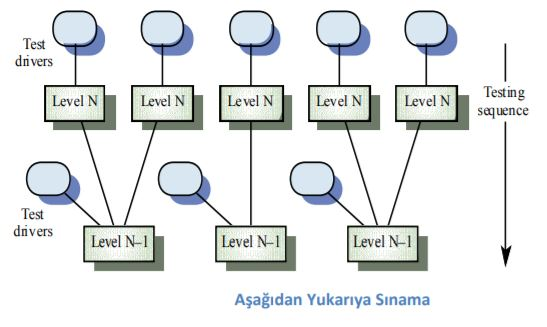 Test
drivers
Level N
Level N
Level N
Level N
Level N
Testing
sequence
Test
drivers
Level N–1
Level N–1
Level N–1
Aşağıdan Yukarıya Sınama